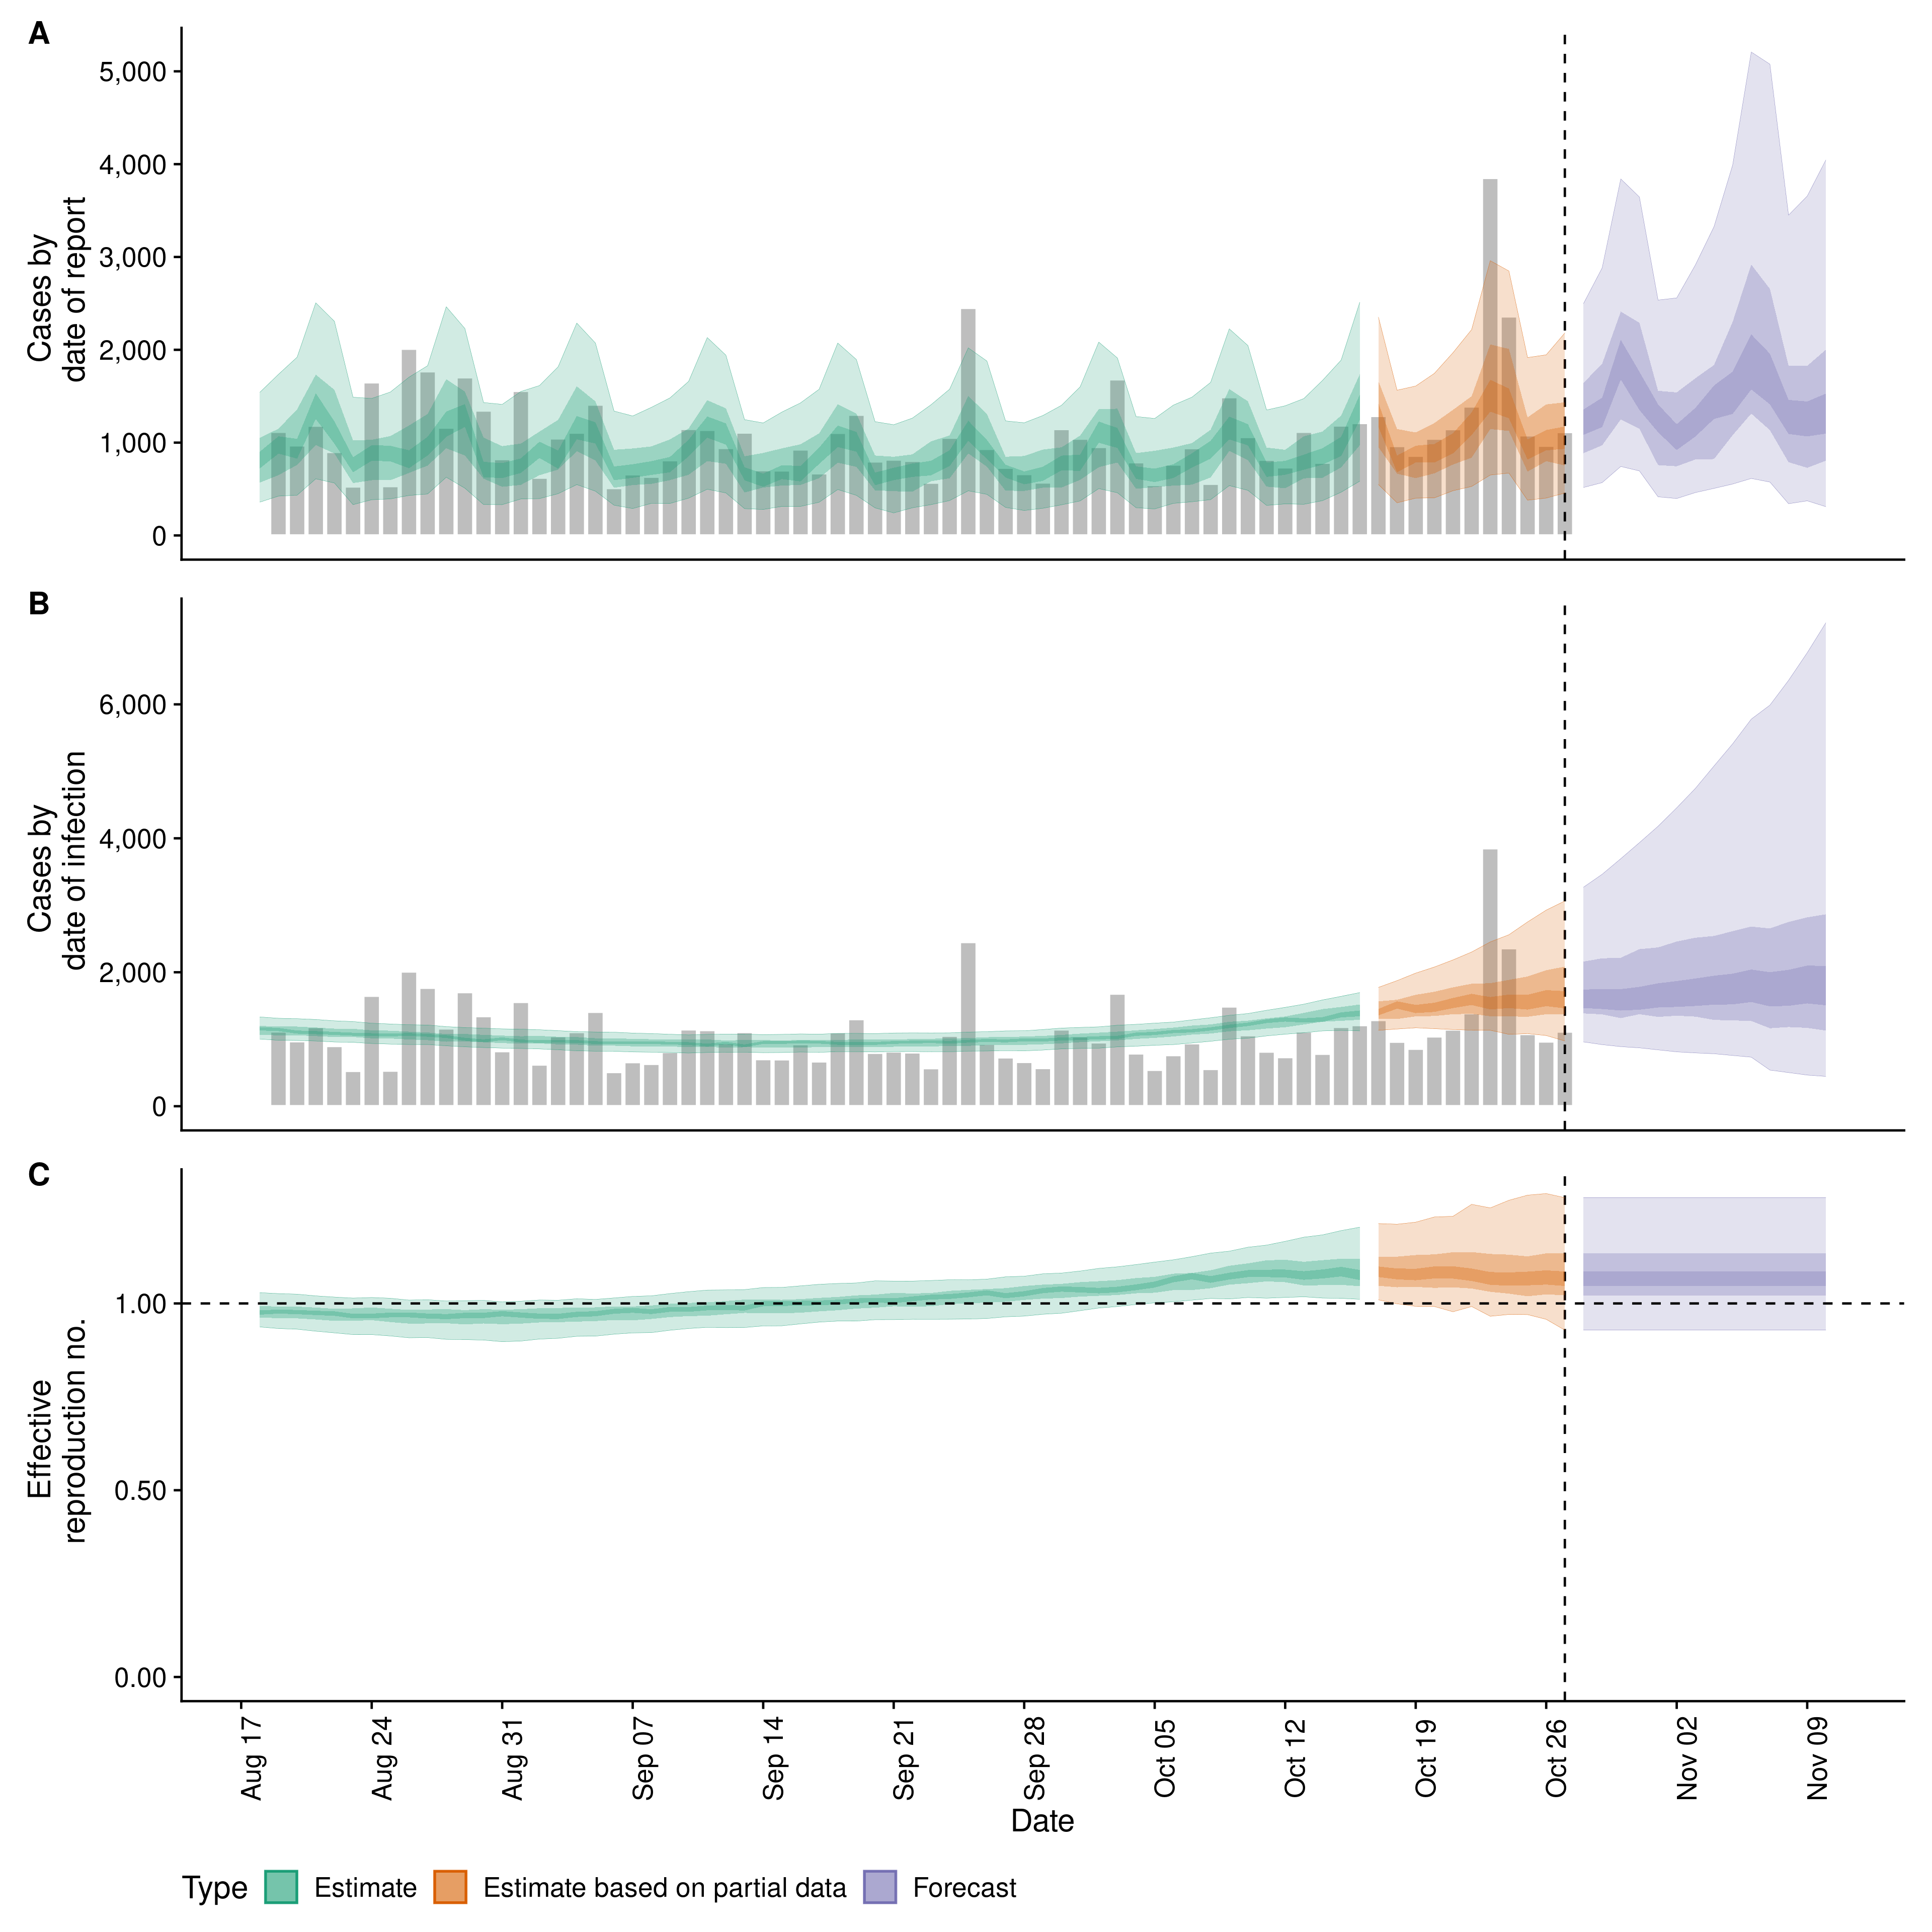 A
Cases by
date of report
5,000
4,000
3,000
2,000
1,000
0
B
Cases by
date of infection
6,000
4,000
2,000
0
C
Effective
reproduction no.
1.00
0.50
0.00
Aug 17
Aug 24
Aug 31
Sep 07
Sep 14
Sep 21
Sep 28
Oct 05
Oct 12
Oct 19
Oct 26
Nov 02
Nov 09
Date
Type Estimate Estimate based on partial data Forecast